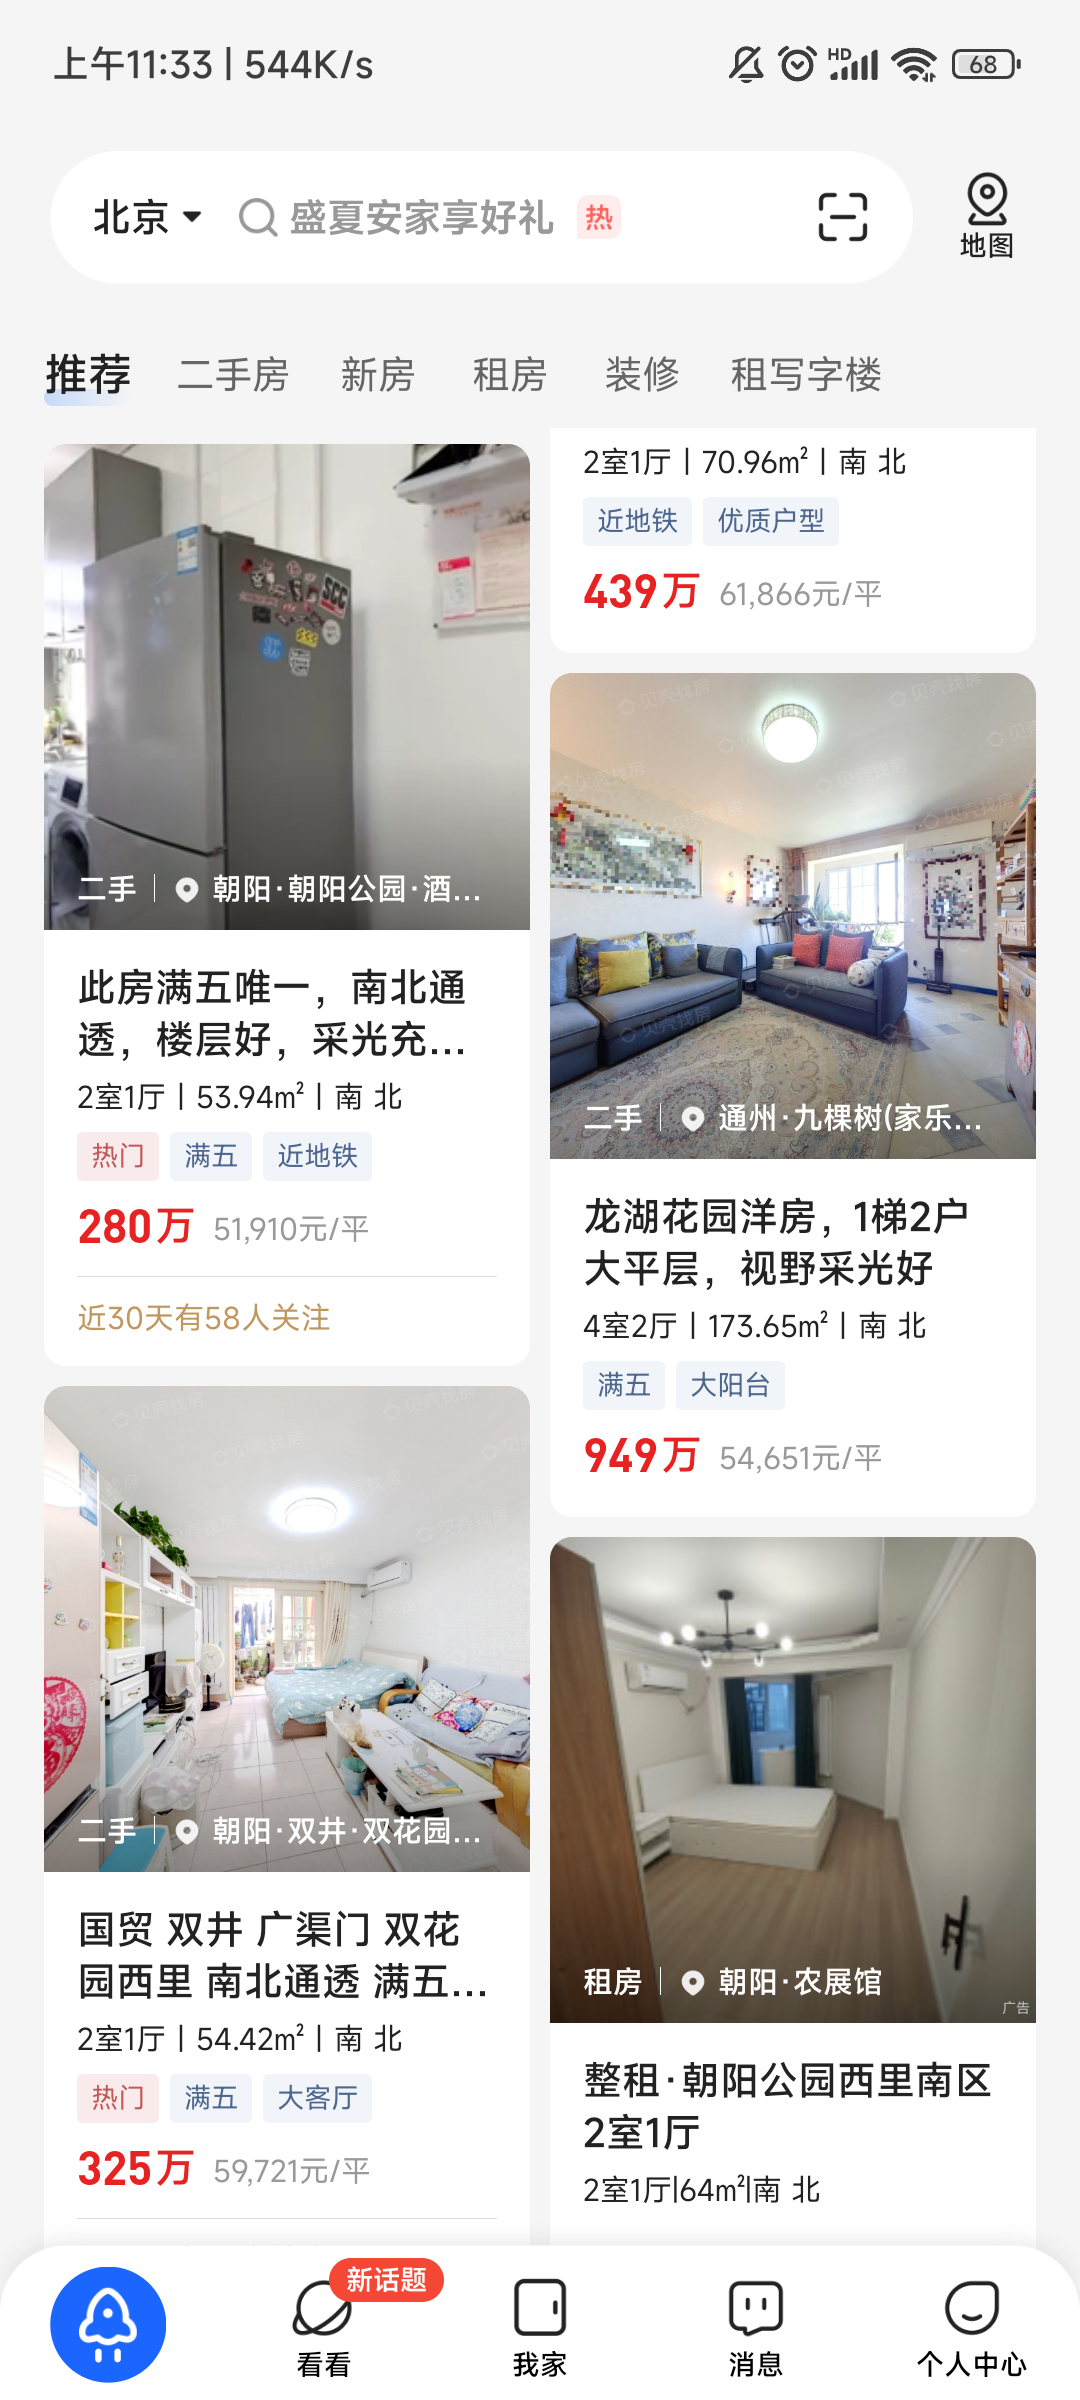 上午11:33 | 544K/s
HD
68
北京
盛夏安家享好礼 热
地图
推荐 二手房 新房 租房 装修 租写字楼
SCC
二手 | 朝阳·朝阳公园·酒...
此房满五唯一，南北通
透，楼层好，采光充...
2室1厅 | 53.94m² | 南 北
热门 满五 近地铁
280万 51,910元/平
近30天有58人关注
贝壳找房
二手 | 朝阳·双井·双花园...
国贸 双井 广渠门 双花
园西里 南北通透 满五...
2室1厅 | 54.42m² | 南 北
热门 满五 大客厅
325万 59,721元/平
2室1厅 | 70.96m² | 南 北
近地铁 优质户型
439万 61,866元/平
贝壳找房
二手 | 通州·九棵树(家乐...
龙湖花园洋房，1梯2户
大平层，视野采光好
4室2厅 | 173.65m² | 南 北
满五 大阳台
949万 54,651元/平
租房 | 朝阳·农展馆
广告
整租·朝阳公园西里南区
2室1厅
2室1厅|64m²|南 北
新话题
看看
我家
消息
个人中心